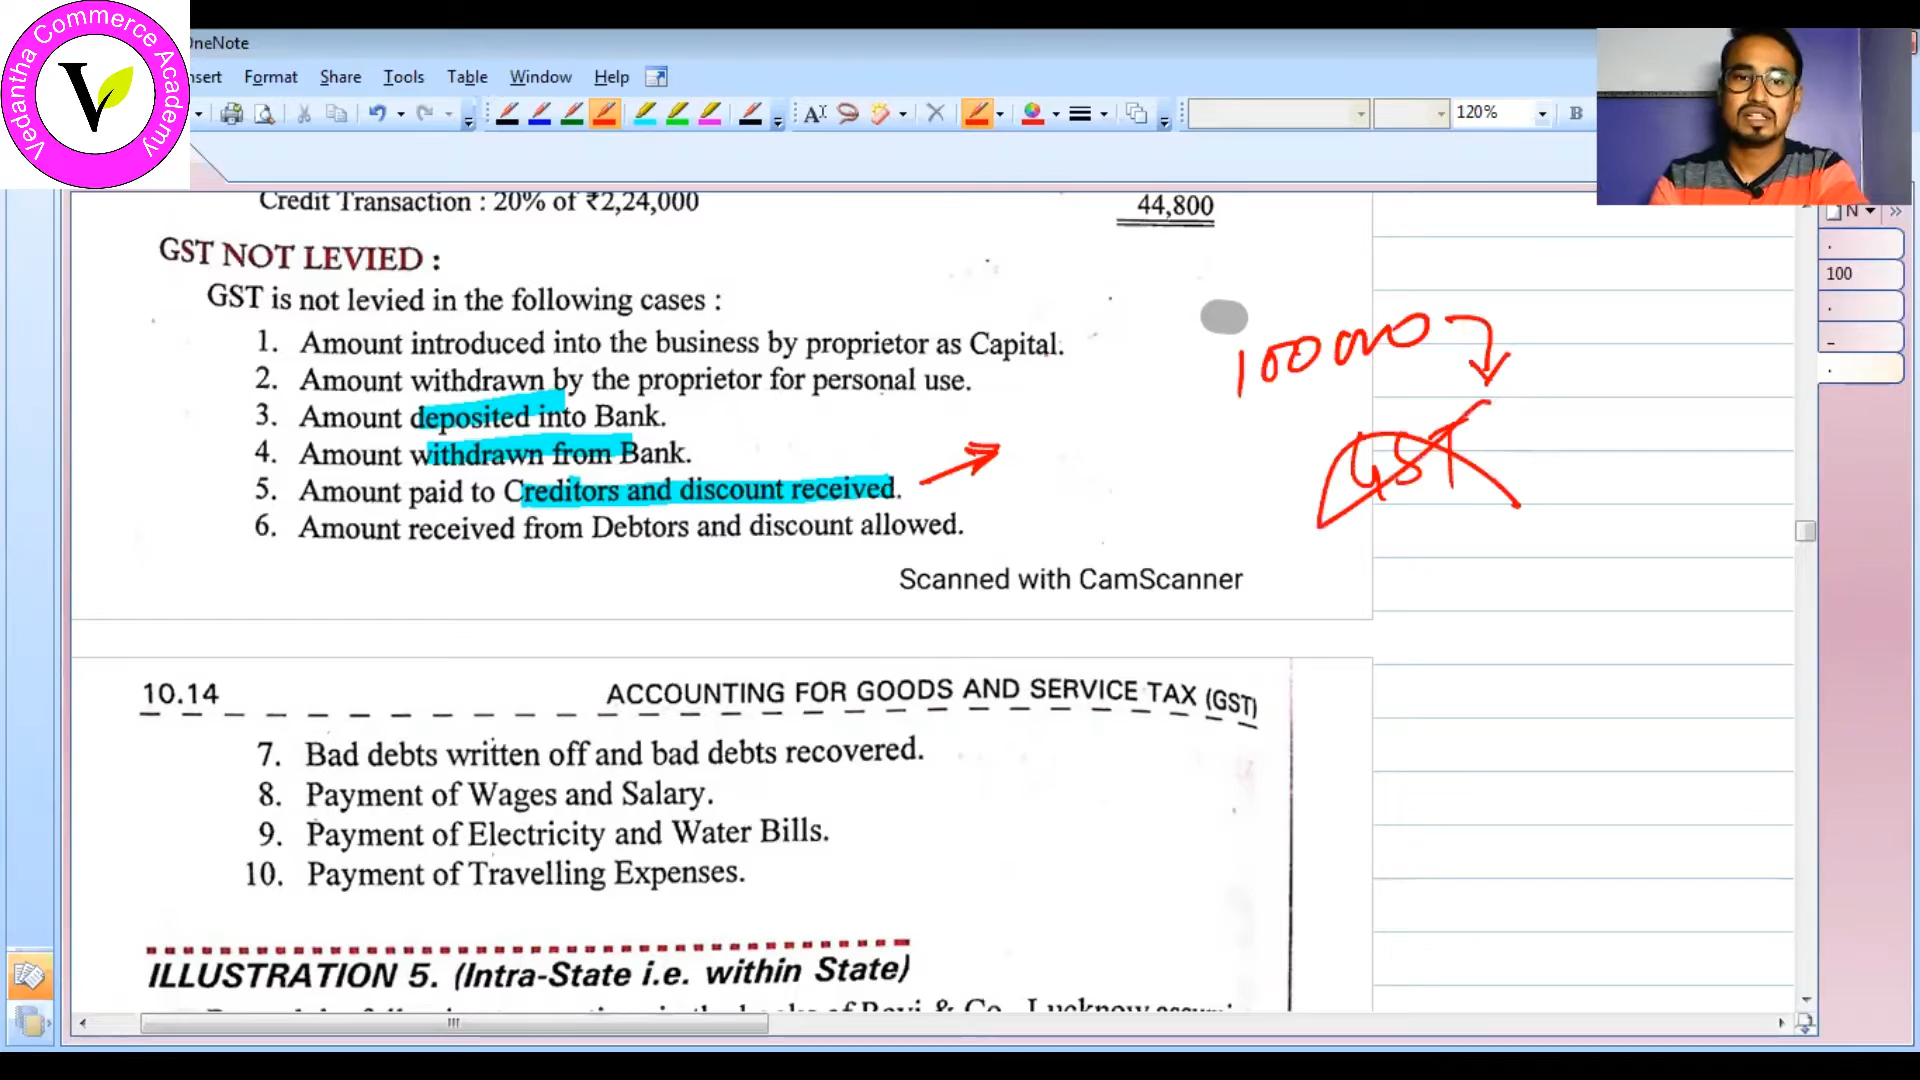 Vedantha Commerce Academy
V
OneNote
nsert Format Share Tools Table Window Help
120% B
N
Credit Transaction : 20% of ₹2,24,000 44,800
GST NOT LEVIED :
GST is not levied in the following cases :
1. Amount introduced into the business by proprietor as Capital.
2. Amount withdrawn by the proprietor for personal use.
3. Amount deposited into Bank.
4. Amount withdrawn from Bank.
5. Amount paid to Creditors and discount received.
6. Amount received from Debtors and discount allowed.
100000
GST
100
Scanned with CamScanner
10.14 ACCOUNTING FOR GOODS AND SERVICE TAX (GST)
7. Bad debts written off and bad debts recovered.
8. Payment of Wages and Salary.
9. Payment of Electricity and Water Bills.
10. Payment of Travelling Expenses.
ILLUSTRATION 5. (Intra-State i.e. within State)